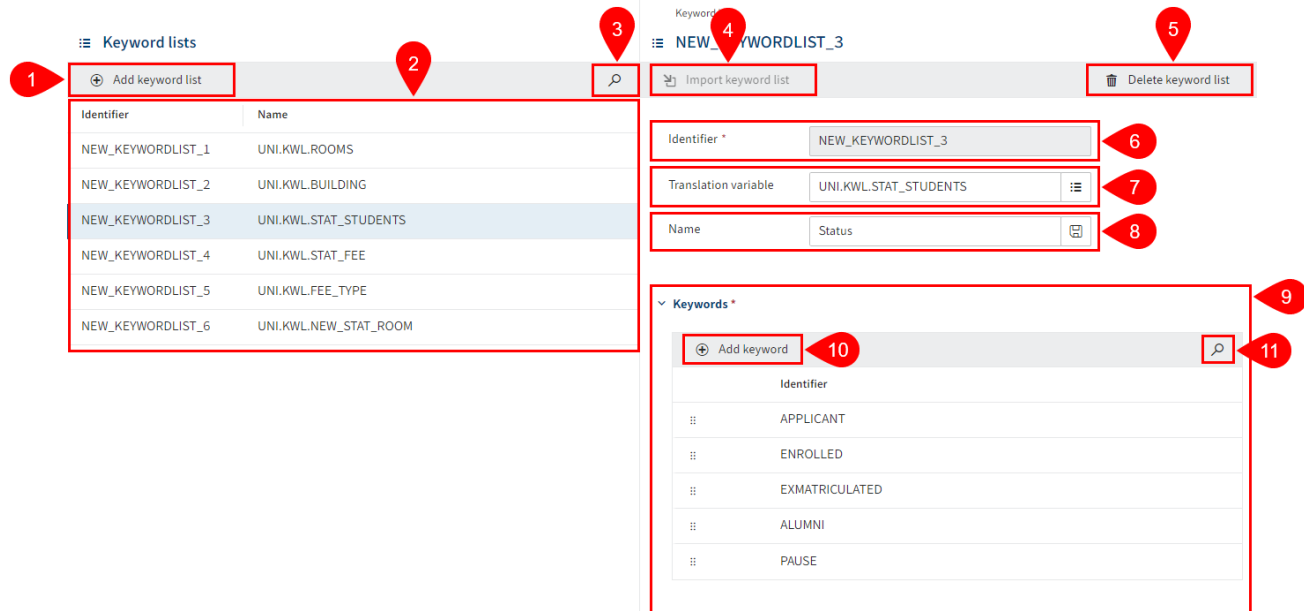 Keyword lists
1
Add keyword list
2
3
Identifier Name
NEW_KEYWORDLIST_1 UNI.KWL.ROOMS
NEW_KEYWORDLIST_2 UNI.KWL.BUILDING
NEW_KEYWORDLIST_3 UNI.KWL.STAT_STUDENTS
NEW_KEYWORDLIST_4 UNI.KWL.STAT_FEE
NEW_KEYWORDLIST_5 UNI.KWL.FEE_TYPE
NEW_KEYWORDLIST_6 UNI.KWL.NEW_STAT_ROOM
Keyword
4
5
NEW_ YWORDLIST_3
Import keyword list Delete keyword list
Identifier * NEW_KEYWORDLIST_3 6
Translation variable UNI.KWL.STAT_STUDENTS 7
Name Status 8
9
Keywords *
Add keyword 10 11
Identifier
APPLICANT
ENROLLED
EXMATRICULATED
ALUMNI
PAUSE